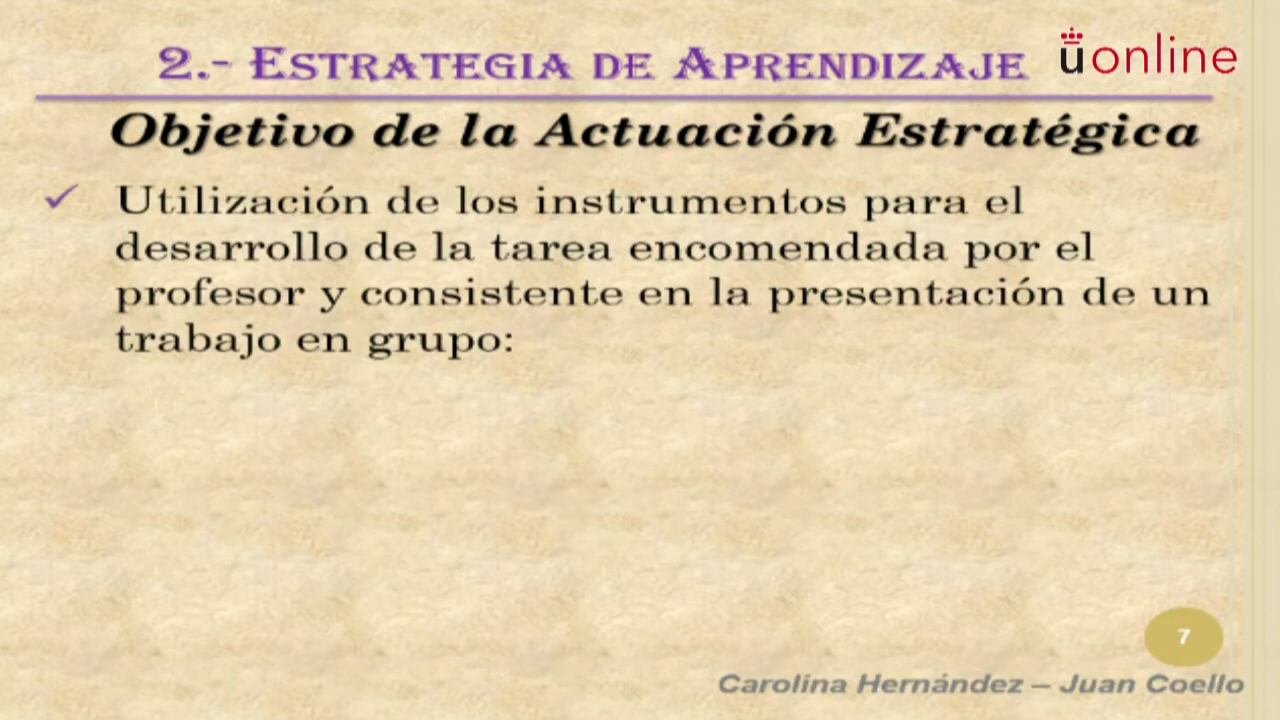 2.- ESTRATEGIA DE APRENDIZAJE
üonline
Objetivo de la Actuación Estratégica
✓ Utilización de los instrumentos para el
desarrollo de la tarea encomendada por el
profesor y consistente en la presentación de un
trabajo en grupo:
7
Carolina Hernández – Juan Coello